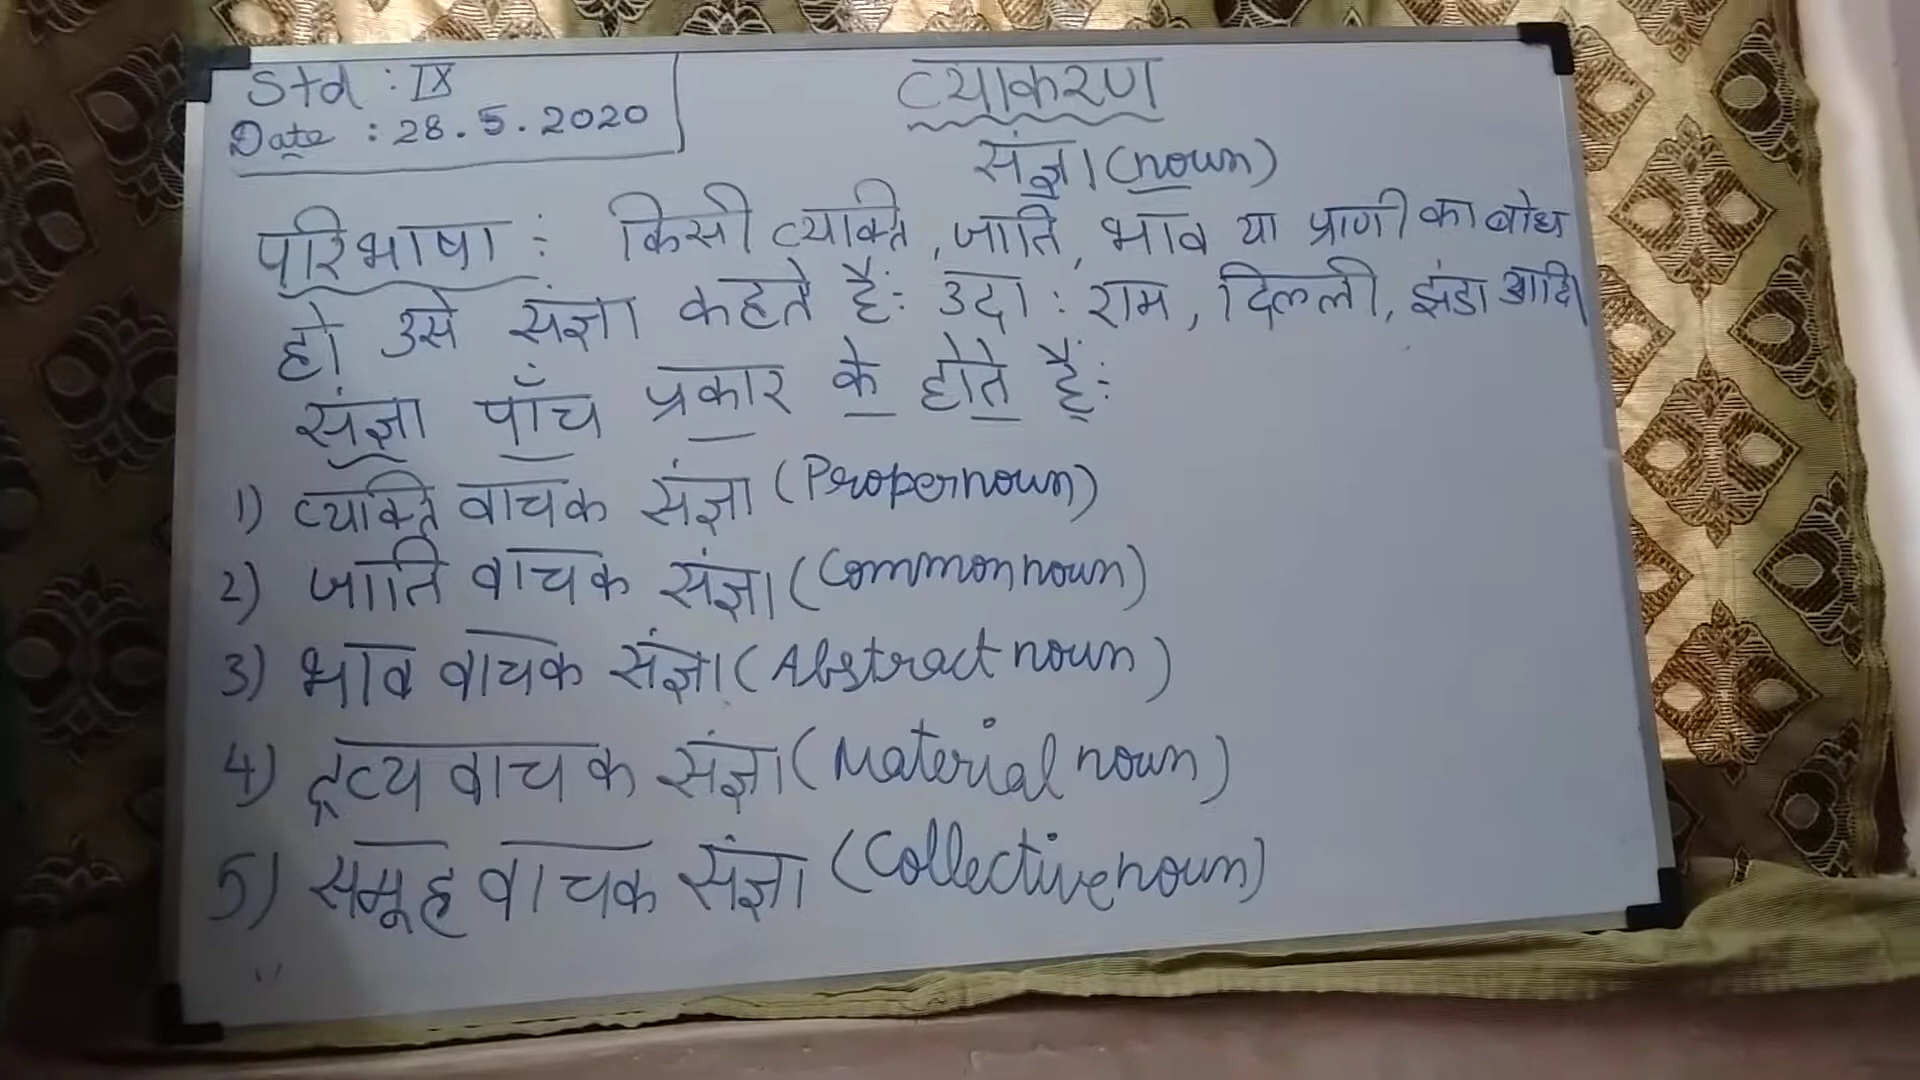 Std : IX
Date : 28.5.2020
व्याकरण
संज्ञा (noun)
परिभाषा : किसी व्यक्ति, जाति, भाव या प्राणी का बोध
हो उसे संज्ञा कहते हैं: उदा : राम, दिल्ली, झंडा आदि।
संज्ञा पाँच प्रकार के होते हैं:
1) व्यक्ति वाचक संज्ञा (Propernoun)
2) जाति वाचक संज्ञा (Commonnoun)
3) भाव वाचक संज्ञा (Abstract noun)
4) द्रव्य वाचक संज्ञा (Material noun)
5) समूह वाचक संज्ञा (Collectivenoun)